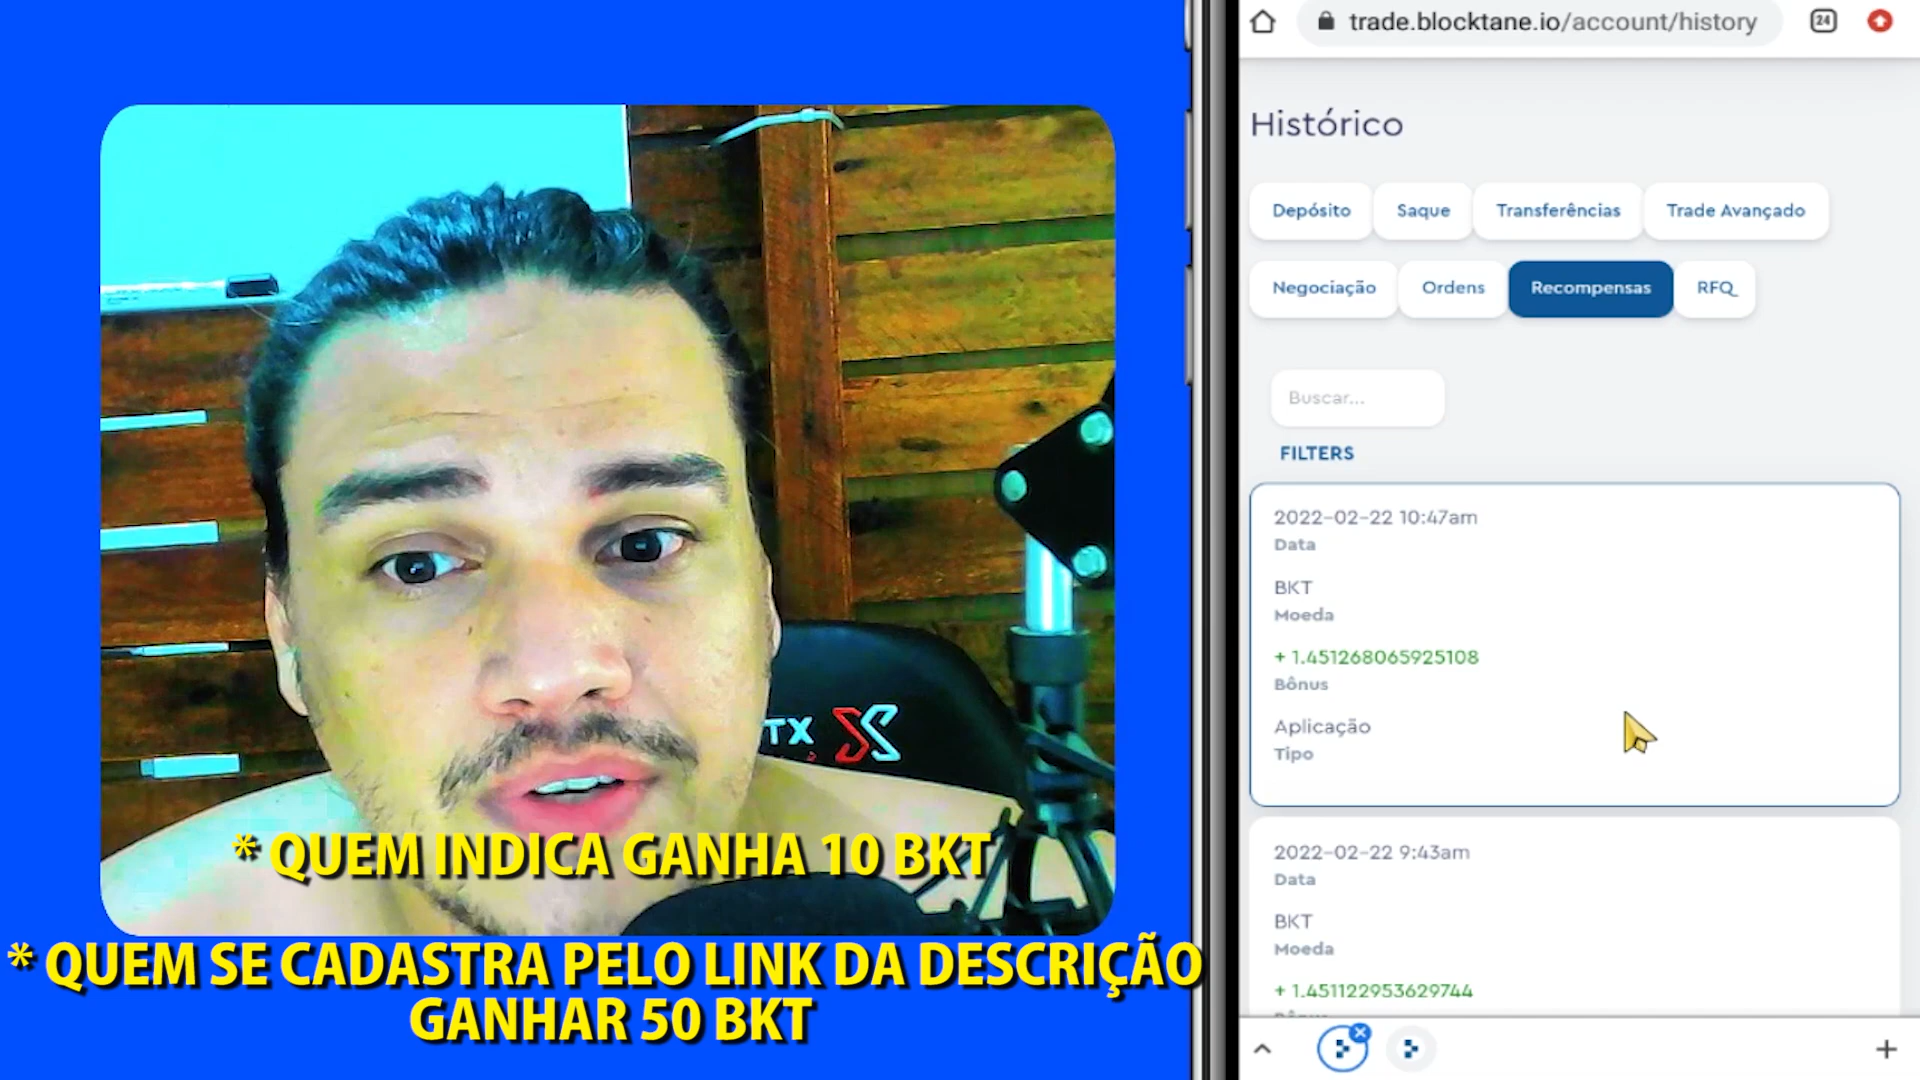 trade.blocktane.io/account/history
24
Histórico
Depósito
Saque
Transferências
Trade Avançado
Negociação
Ordens
Recompensas
RFQ
Buscar...
FILTERS
2022-02-22 10:47am
Data
BKT
Moeda
+ 1.451268065925108
Bônus
Aplicação
Tipo
2022-02-22 9:43am
Data
BKT
Moeda
+ 1.451122953629744
Bônus
TX
* QUEM INDICA GANHA 10 BKT
* QUEM SE CADASTRA PELO LINK DA DESCRIÇÃO
GANHAR 50 BKT